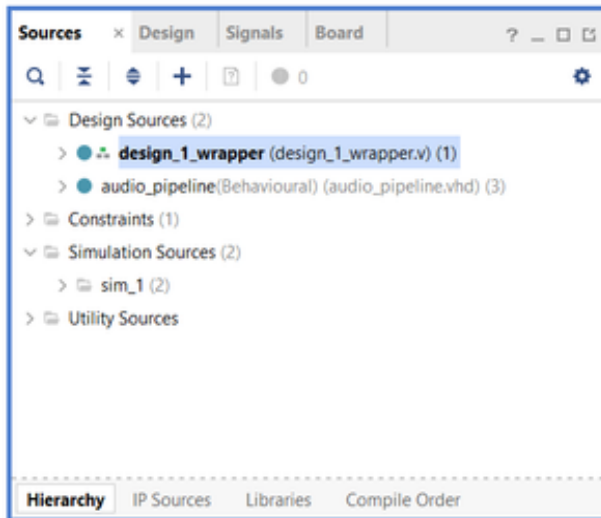 Sources × Design Signals Board ? _
0
Design Sources (2)
design_1_wrapper (design_1_wrapper.v) (1)
audio_pipeline(Behavioural) (audio_pipeline.vhd) (3)
Constraints (1)
Simulation Sources (2)
sim_1 (2)
Utility Sources
Hierarchy IP Sources Libraries Compile Order